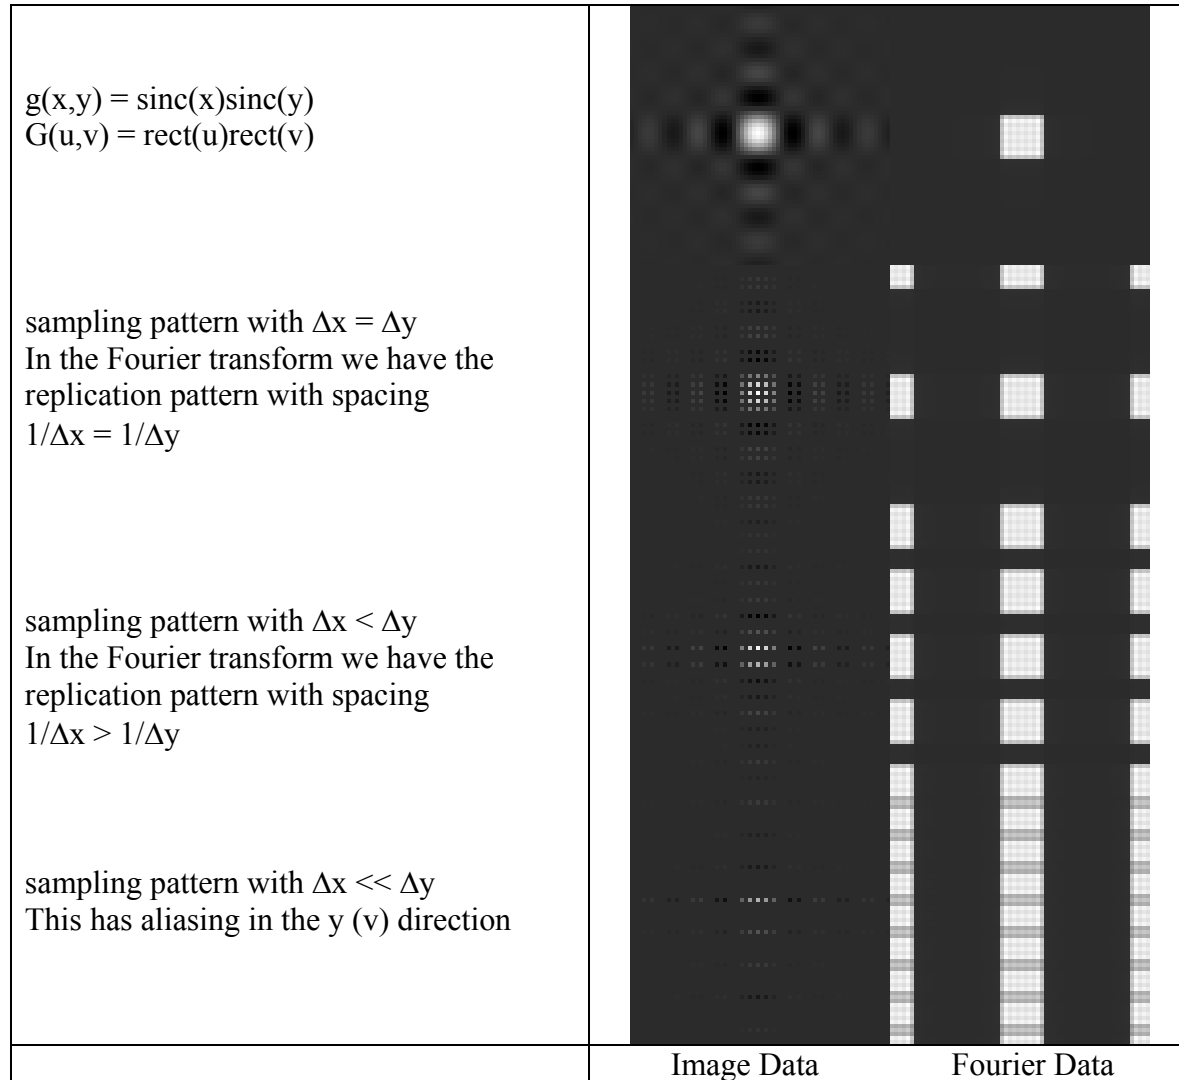 g(x,y) = sinc(x)sinc(y)
G(u,v) = rect(u)rect(v)
sampling pattern with Δx = Δy
In the Fourier transform we have the
replication pattern with spacing
1/Δx = 1/Δy
sampling pattern with Δx < Δy
In the Fourier transform we have the
replication pattern with spacing
1/Δx > 1/Δy
sampling pattern with Δx << Δy
This has aliasing in the y (v) direction
Image Data
Fourier Data